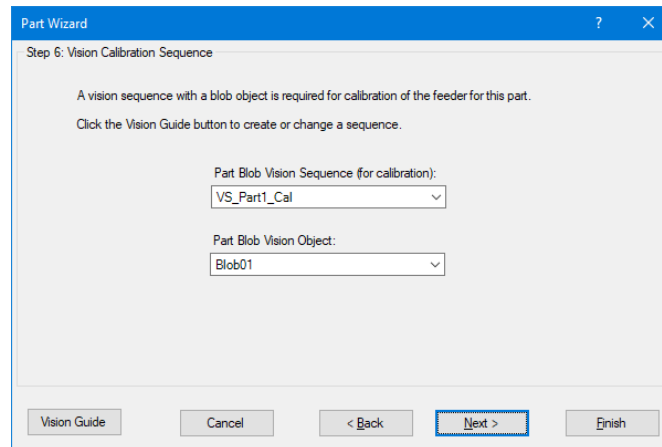 Part Wizard
?
Step 6: Vision Calibration Sequence
A vision sequence with a blob object is required for calibration of the feeder for this part.
Click the Vision Guide button to create or change a sequence.
Part Blob Vision Sequence (for calibration):
VS_Part1_Cal
Part Blob Vision Object:
Blob01
Vision Guide
Cancel
< Back
Next >
Finish